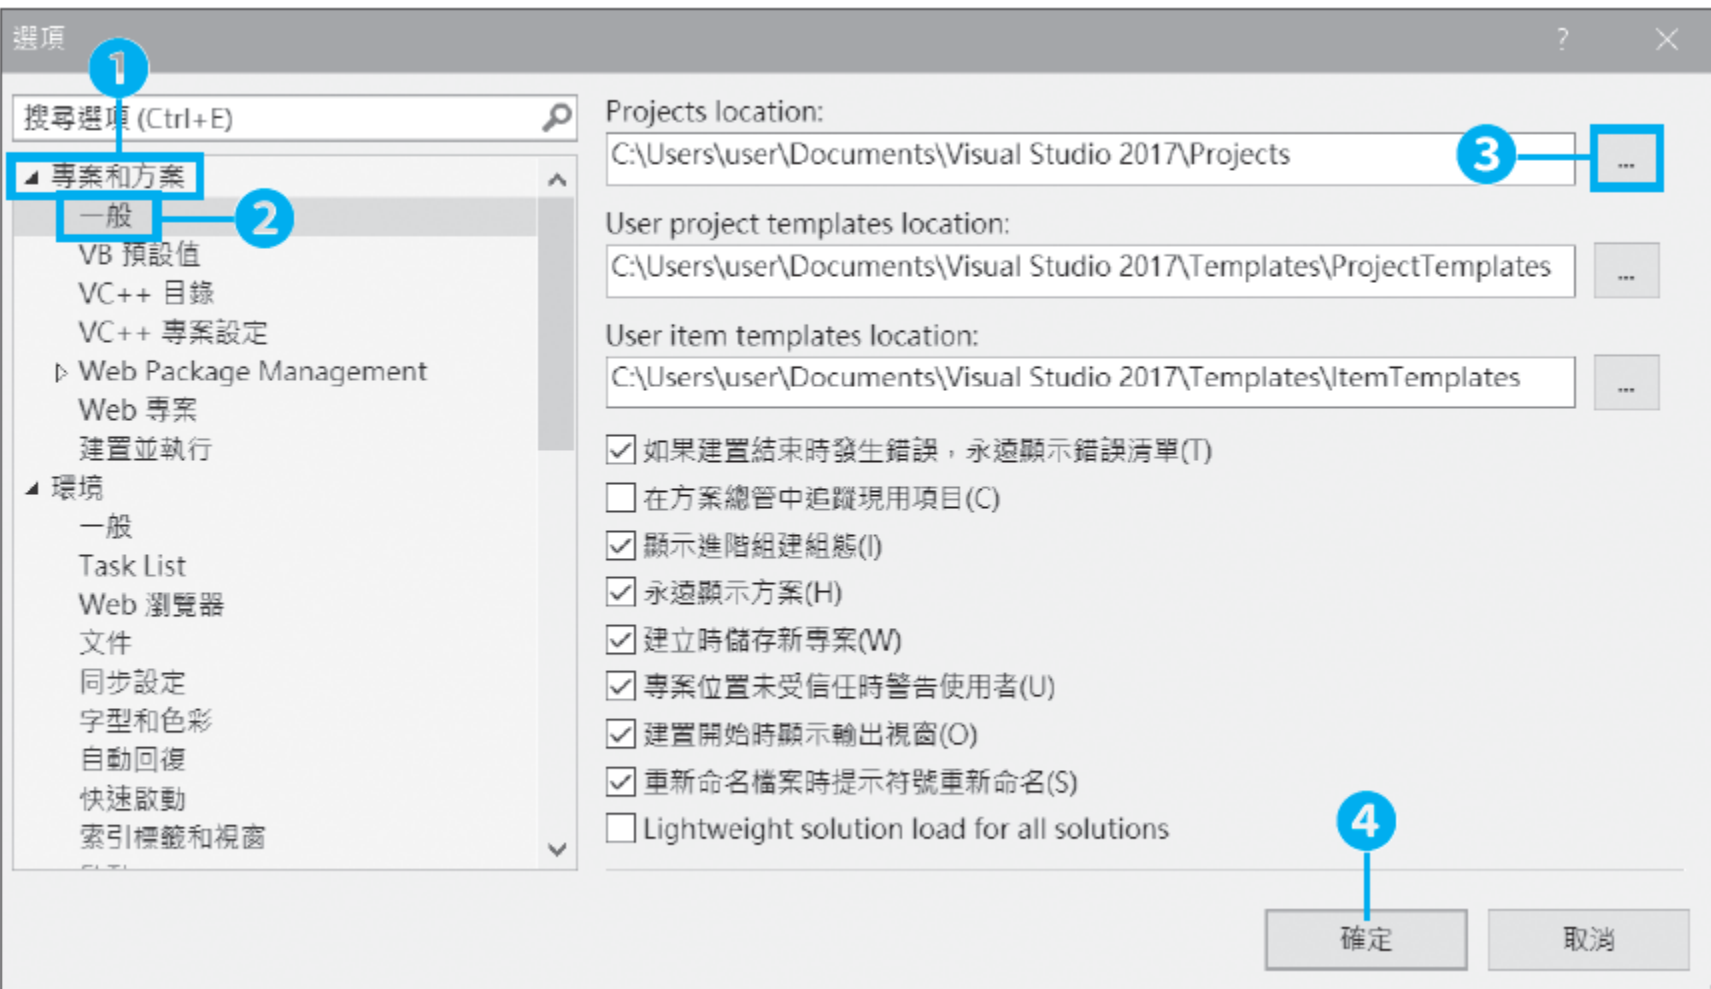 選項
?
1
搜尋選項 (Ctrl+E)
專案和方案
一般
2
VB 預設值
VC++ 目錄
VC++ 專案設定
Web Package Management
Web 專案
建置並執行
環境
一般
Task List
Web 瀏覽器
文件
同步設定
字型和色彩
自動回復
快速啟動
索引標籤和視窗
Projects location:
C:\Users\user\Documents\Visual Studio 2017\Projects
3
...
User project templates location:
C:\Users\user\Documents\Visual Studio 2017\Templates\ProjectTemplates
...
User item templates location:
C:\Users\user\Documents\Visual Studio 2017\Templates\ItemTemplates
...
如果建置結束時發生錯誤，永遠顯示錯誤清單(T)
在方案總管中追蹤現用項目(C)
顯示進階組建組態(I)
永遠顯示方案(H)
建立時儲存新專案(W)
專案位置未受信任時警告使用者(U)
建置開始時顯示輸出視窗(O)
重新命名檔案時提示符號重新命名(S)
Lightweight solution load for all solutions
4
確定
取消